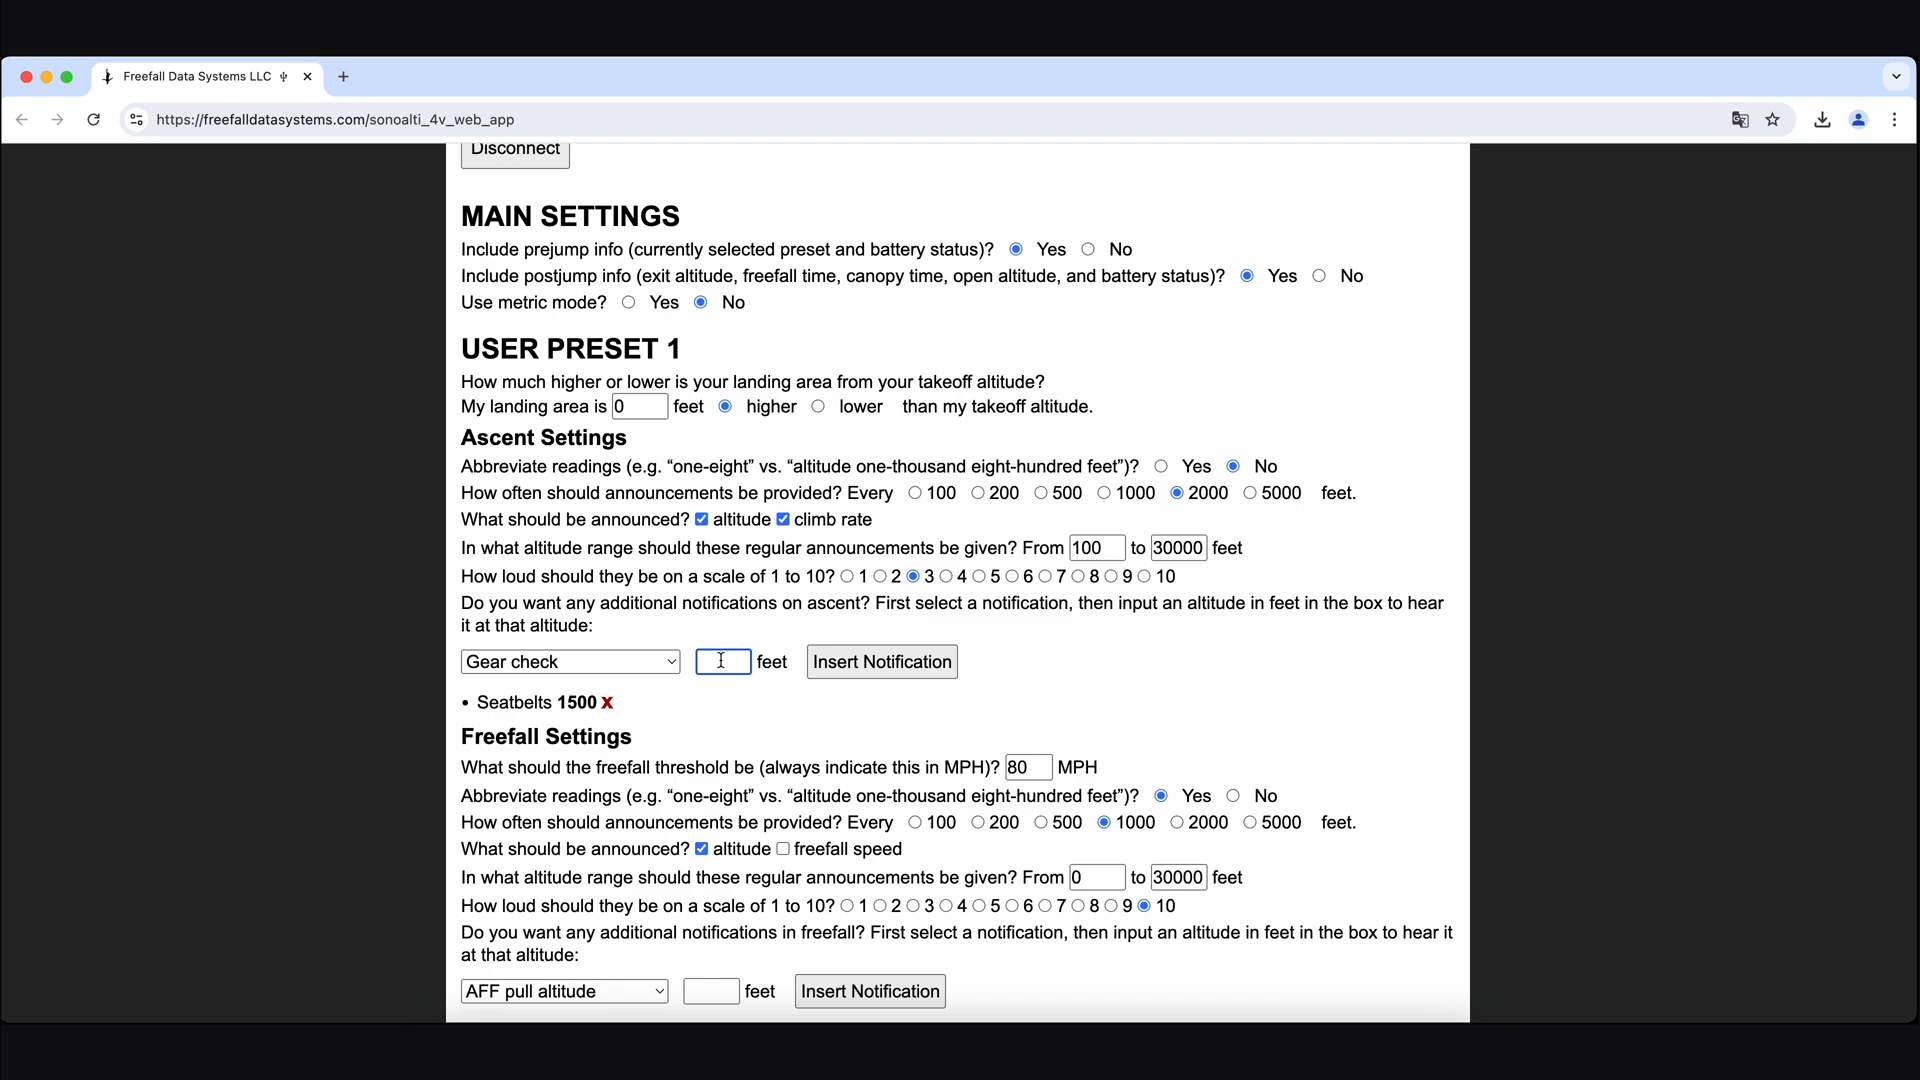 Freefall Data Systems LLC
https://freefalldatasystems.com/sonoalti_4v_web_app
Disconnect
MAIN SETTINGS
Include prejump info (currently selected preset and battery status)? Yes No
Include postjump info (exit altitude, freefall time, canopy time, open altitude, and battery status)? Yes No
Use metric mode? Yes No
USER PRESET 1
How much higher or lower is your landing area from your takeoff altitude?
My landing area is 0 feet higher lower than my takeoff altitude.
Ascent Settings
Abbreviate readings (e.g. “one-eight” vs. “altitude one-thousand eight-hundred feet”)? Yes No
How often should announcements be provided? Every 100 200 500 1000 2000 5000 feet.
What should be announced? altitude climb rate
In what altitude range should these regular announcements be given? From 100 to 30000 feet
How loud should they be on a scale of 1 to 10? 1 2 3 4 5 6 7 8 9 10
Do you want any additional notifications on ascent? First select a notification, then input an altitude in feet in the box to hear
it at that altitude:
Gear check feet Insert Notification
• Seatbelts 1500 x
Freefall Settings
What should the freefall threshold be (always indicate this in MPH)? 80 MPH
Abbreviate readings (e.g. “one-eight” vs. “altitude one-thousand eight-hundred feet”)? Yes No
How often should announcements be provided? Every 100 200 500 1000 2000 5000 feet.
What should be announced? altitude freefall speed
In what altitude range should these regular announcements be given? From 0 to 30000 feet
How loud should they be on a scale of 1 to 10? 1 2 3 4 5 6 7 8 9 10
Do you want any additional notifications in freefall? First select a notification, then input an altitude in feet in the box to hear it
at that altitude:
AFF pull altitude feet Insert Notification